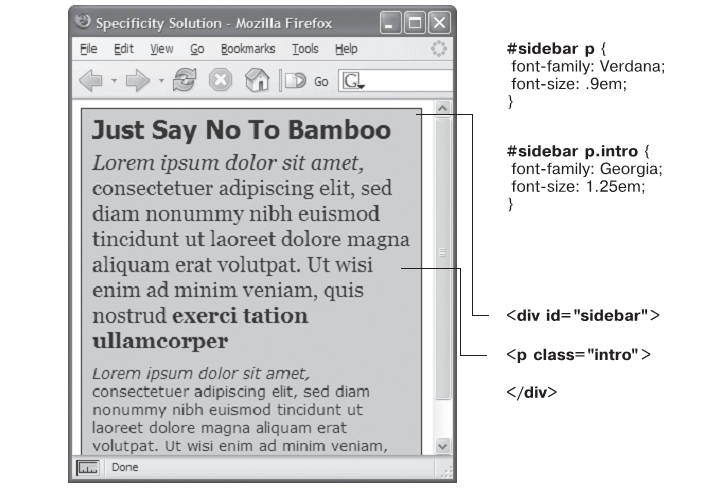 Specificity Solution - Mozilla Firefox
File Edit View Go Bookmarks Tools Help
Go G
Just Say No To Bamboo
Lorem ipsum dolor sit amet,
consectetuer adipiscing elit, sed
diam nonummy nibh euismod
tincidunt ut laoreet dolore magna
aliquam erat volutpat. Ut wisi
enim ad minim veniam, quis
nostrud exerci tation
ullamcorper
Lorem ipsum dolor sit amet,
consectetuer adipiscing elit, sed diam
nonummy nibh euismod tincidunt ut
laoreet dolore magna aliquam erat
volutpat. Ut wisi enim ad minim veniam,
Done
#sidebar p {
font-family: Verdana;
font-size: .9em;
}
#sidebar p.intro {
font-family: Georgia;
font-size: 1.25em;
}
<div id="sidebar">
<p class="intro">
</div>